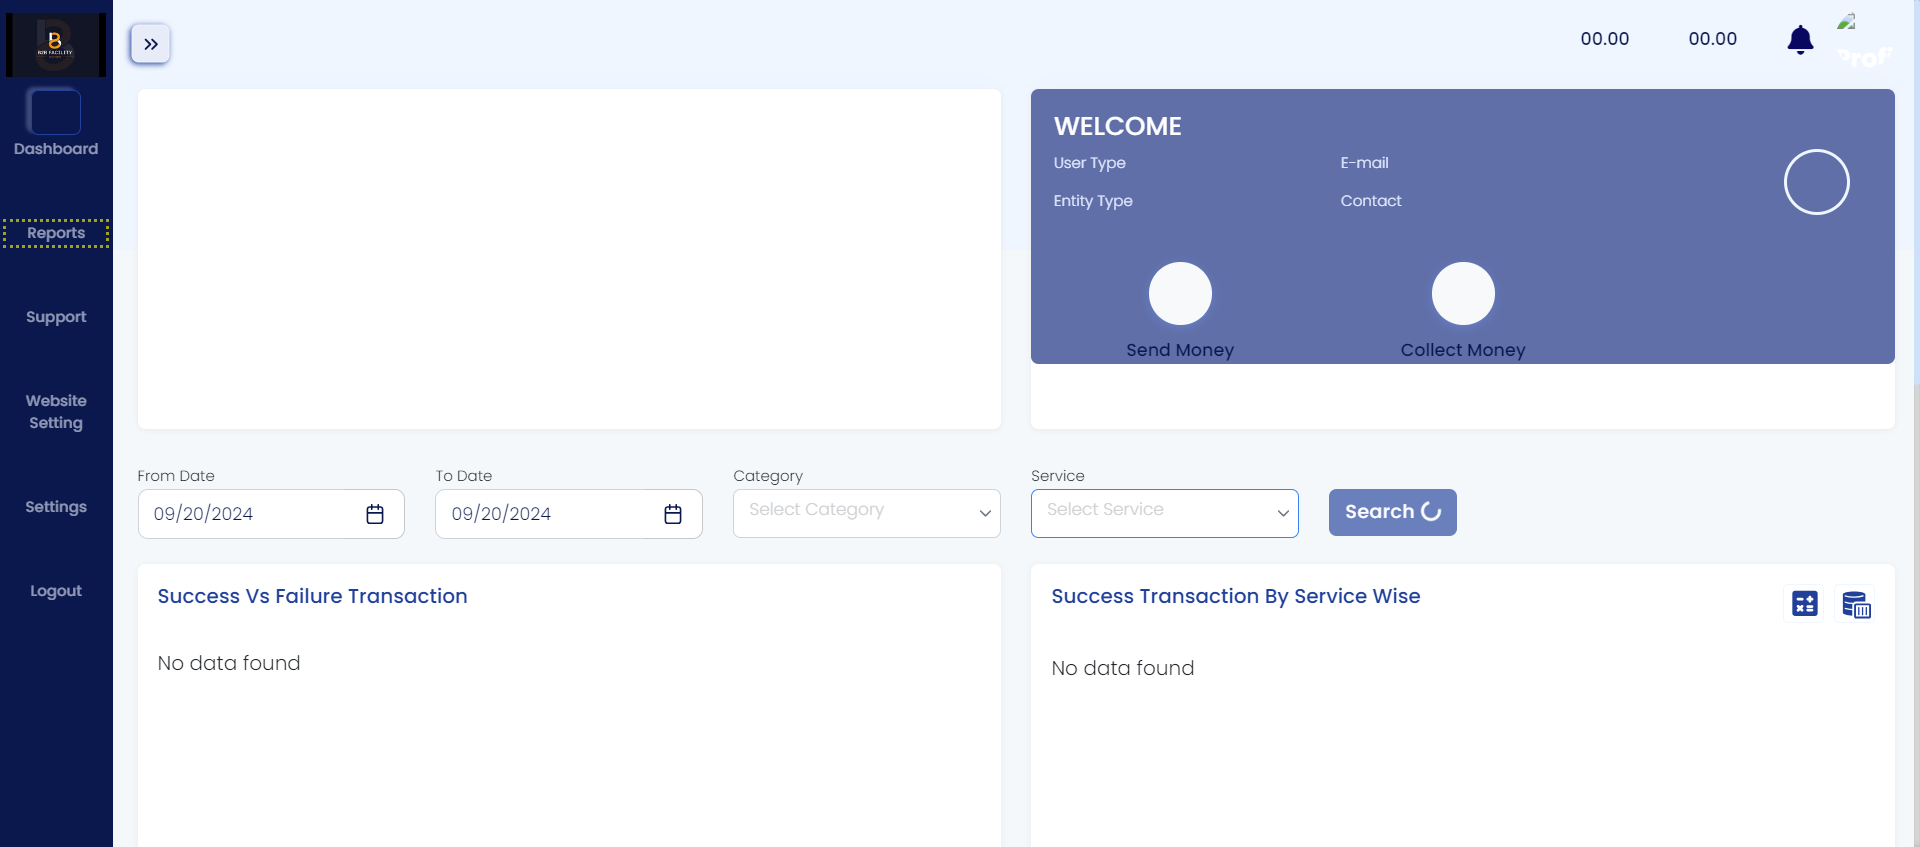 B2B FACILITY
Dashboard
Reports
Support
Website
Setting
Settings
Logout
00.00
00.00
Prof
WELCOME
User Type
E-mail
Entity Type
Contact
Send Money
Collect Money
From Date
To Date
Category
Service
09/20/2024
09/20/2024
Select Category
Select Service
Search
Success Vs Failure Transaction
No data found
Success Transaction By Service Wise
No data found